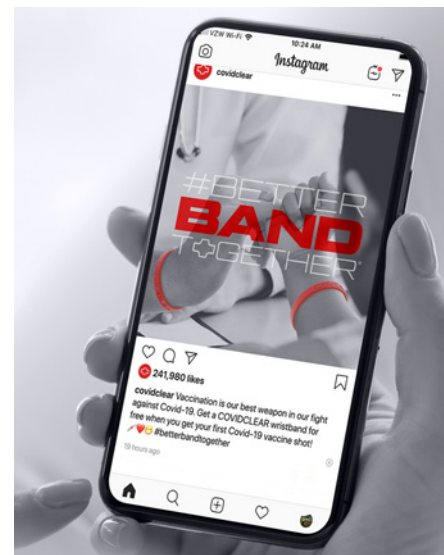 VZW Wi-Fi 10:24 AM
Instagram
covidclear
#BETTER
BAND
TOGETHER®
241,980 likes
covidclear Vaccination is our best weapon in our fight
against Covid-19. Get a COVIDCLEAR wristband for
free when you get your first Covid-19 vaccine shot!
💉❤️😷 #betterbandtogether
19 hours ago